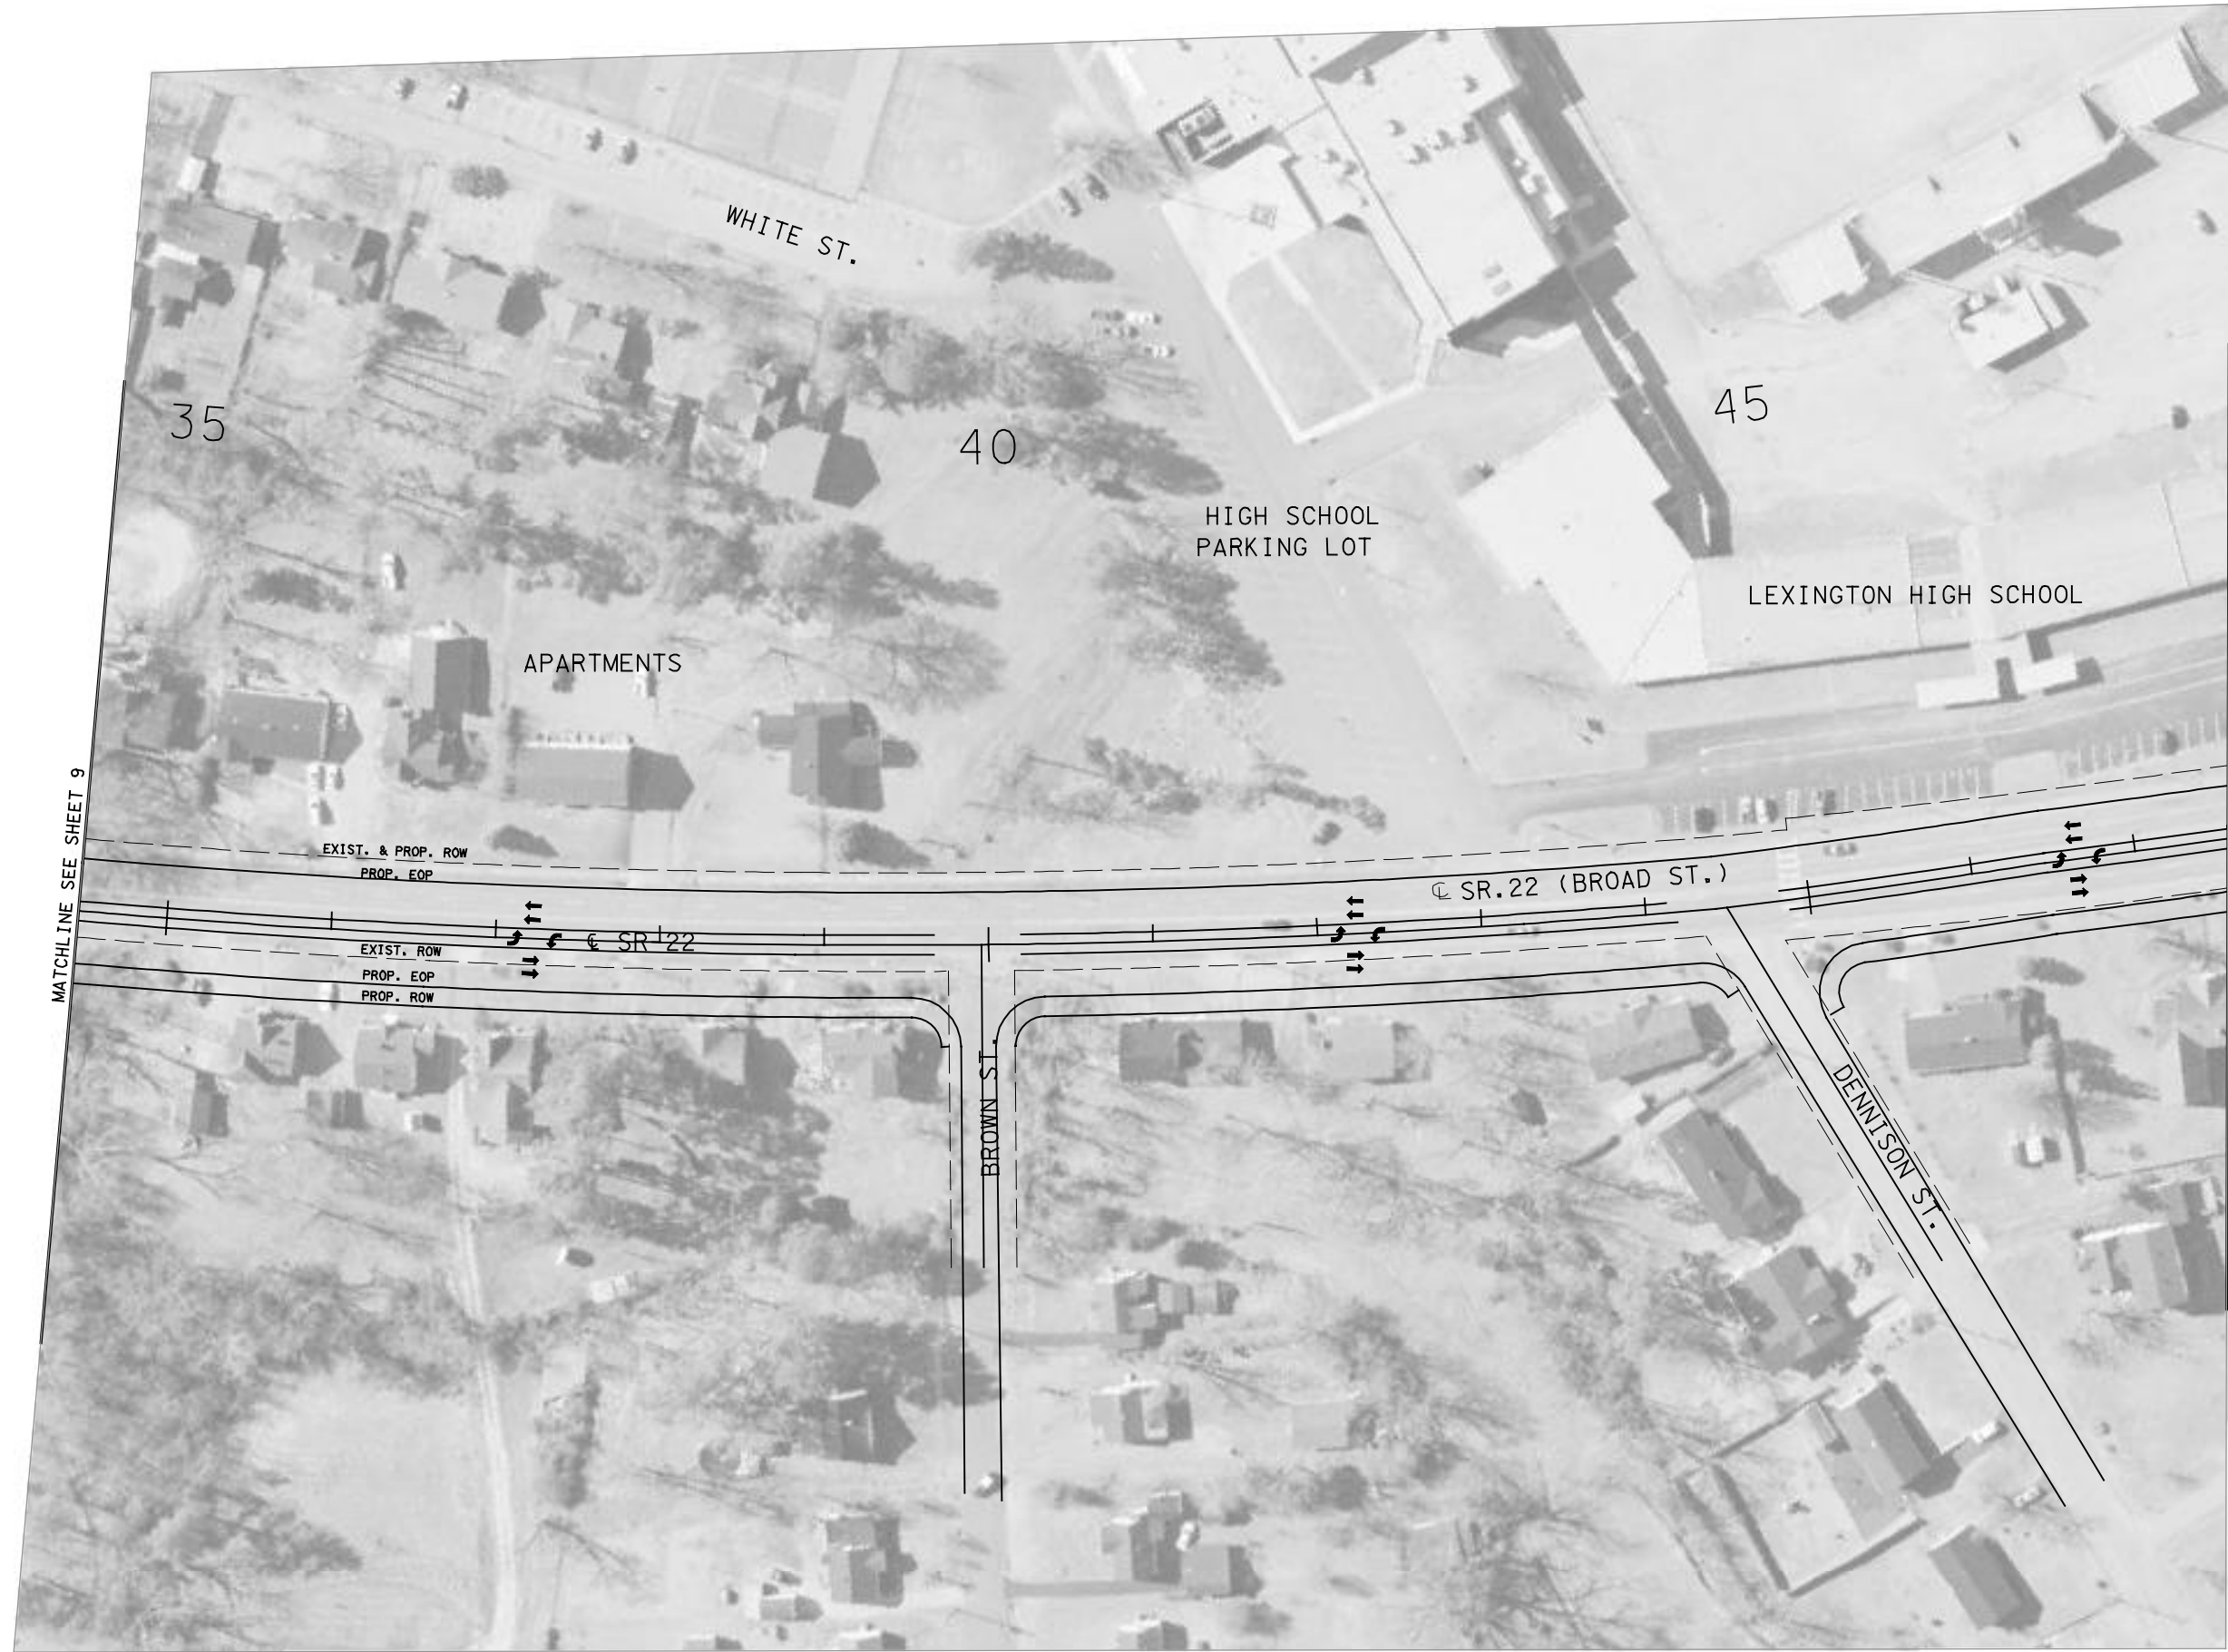 WHITE ST.
35
40
45
HIGH SCHOOL
PARKING LOT
LEXINGTON HIGH SCHOOL
APARTMENTS
MATCHLINE SEE SHEET 9
EXIST. & PROP. ROW
PROP. EOP
℄ SR.22 (BROAD ST.)
℄ SR 22
EXIST. ROW
PROP. EOP
PROP. ROW
BROWN ST.
DENNISON ST.